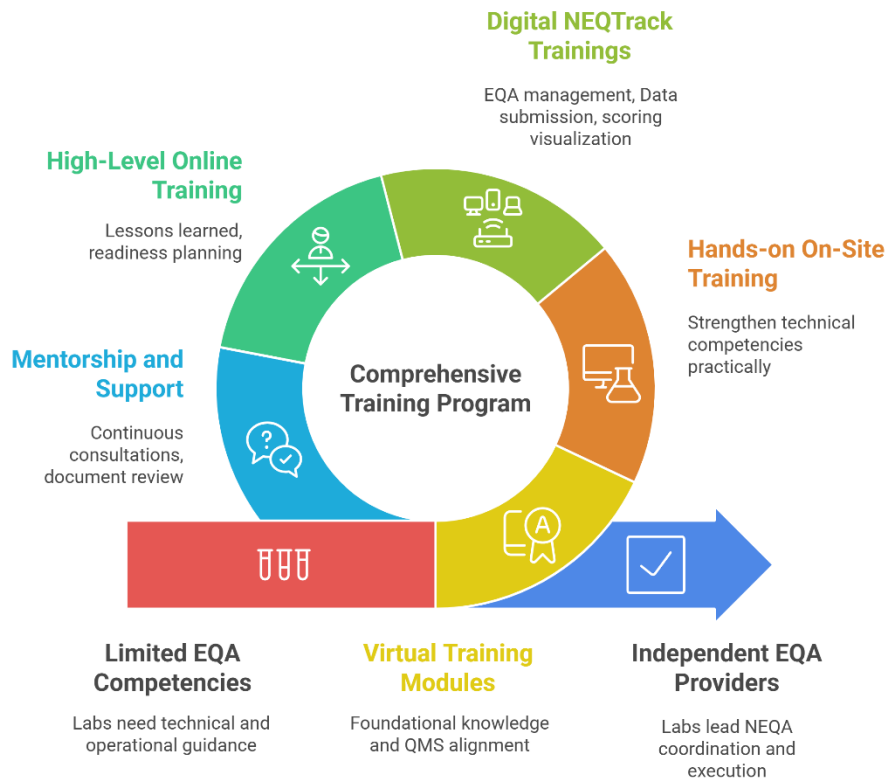 Digital NEQTrack
Trainings
EQA management, Data
submission, scoring
visualization
High-Level Online
Training
Lessons learned,
readiness planning
Hands-on On-Site
Training
Strengthen technical
competencies
practically
Mentorship and
Support
Continuous
consultations,
document review
Comprehensive
Training Program
A
?
Limited EQA
Competencies
Labs need technical and
operational guidance
Virtual Training
Modules
Foundational knowledge
and QMS alignment
Independent EQA
Providers
Labs lead NEQA
coordination and
execution